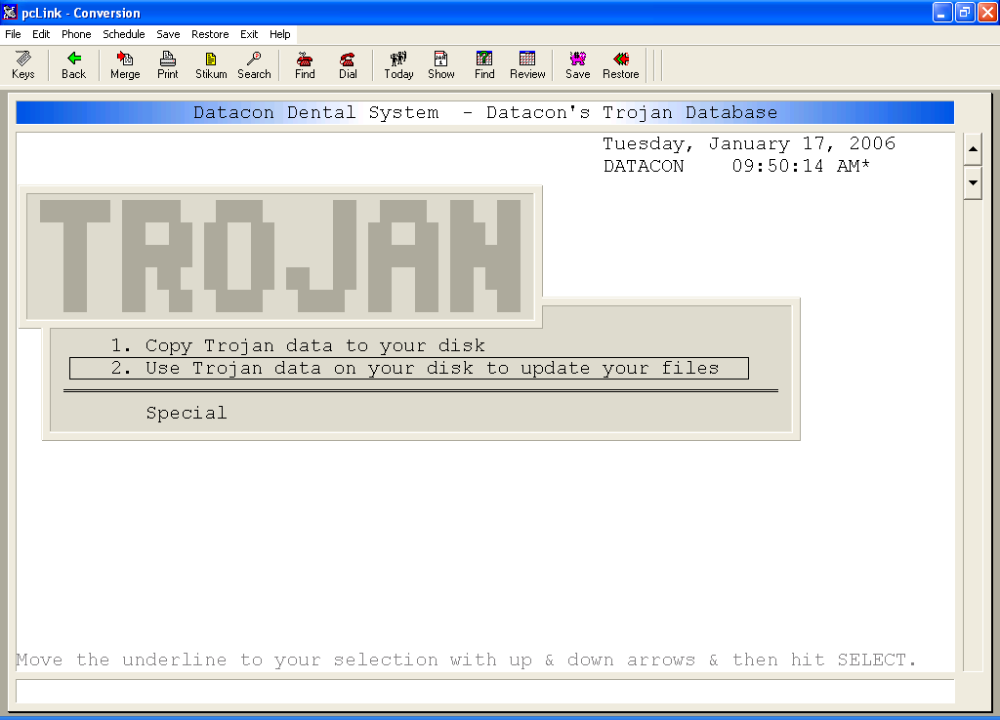 pcLink - Conversion
File Edit Phone Schedule Save Restore Exit Help
Keys Back Merge Print Stikum Search Find Dial Today Show Find Review Save Restore
Datacon Dental System - Datacon's Trojan Database
Tuesday, January 17, 2006
DATACON 09:50:14 AM*
TROJAN
1. Copy Trojan data to your disk
2. Use Trojan data on your disk to update your files
Special
Move the underline to your selection with up & down arrows & then hit SELECT.